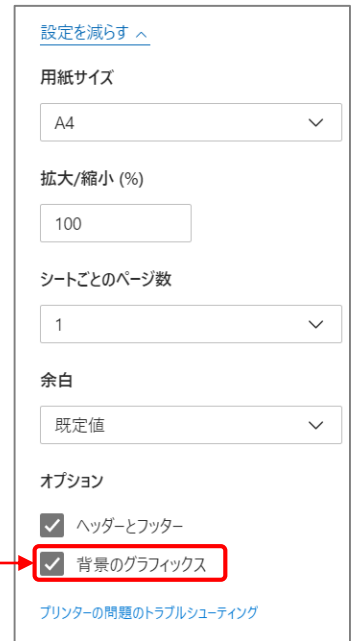 設定を減らす
用紙サイズ
A4
拡大/縮小 (%)
100
シートごとのページ数
1
余白
既定値
オプション
ヘッダーとフッター
背景のグラフィックス
プリンターの問題のトラブルシューティング